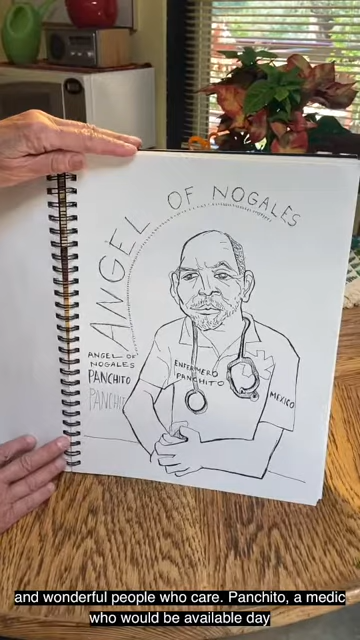 ANGEL OF NOGALES
ANGEL OF
NOGALES
PANCHITO
PANCHITO
ENFERMERO
PANCHITO
MEXICO
and wonderful people who care. Panchito, a medic
who would be available day